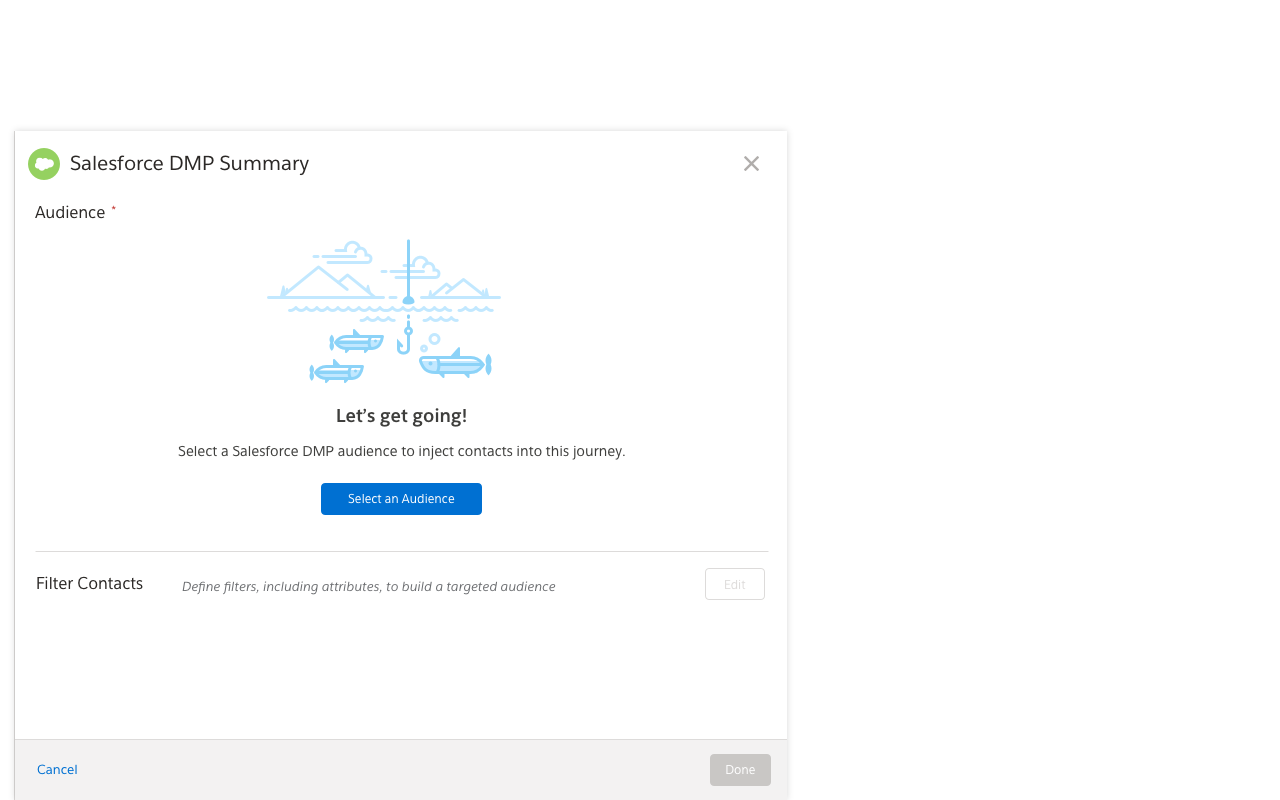 Salesforce DMP Summary
Audience *
Let's get going!
Select a Salesforce DMP audience to inject contacts into this journey.
Select an Audience
Filter Contacts
Define filters, including attributes, to build a targeted audience
Edit
Cancel
Done